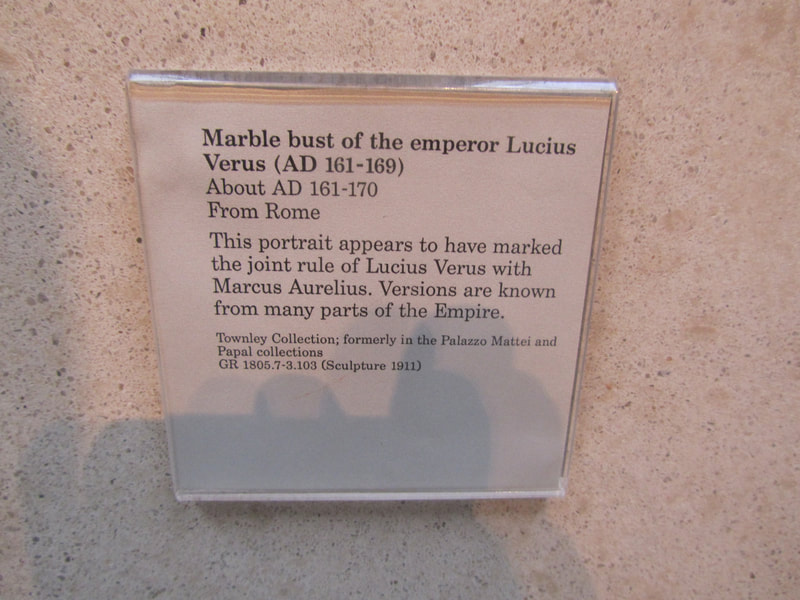 Marble bust of the emperor Lucius
Verus (AD 161-169)
About AD 161-170
From Rome
This portrait appears to have marked
the joint rule of Lucius Verus with
Marcus Aurelius. Versions are known
from many parts of the Empire.
Townley Collection; formerly in the Palazzo Mattei and
Papal collections
GR 1805.7-3.103 (Sculpture 1911)